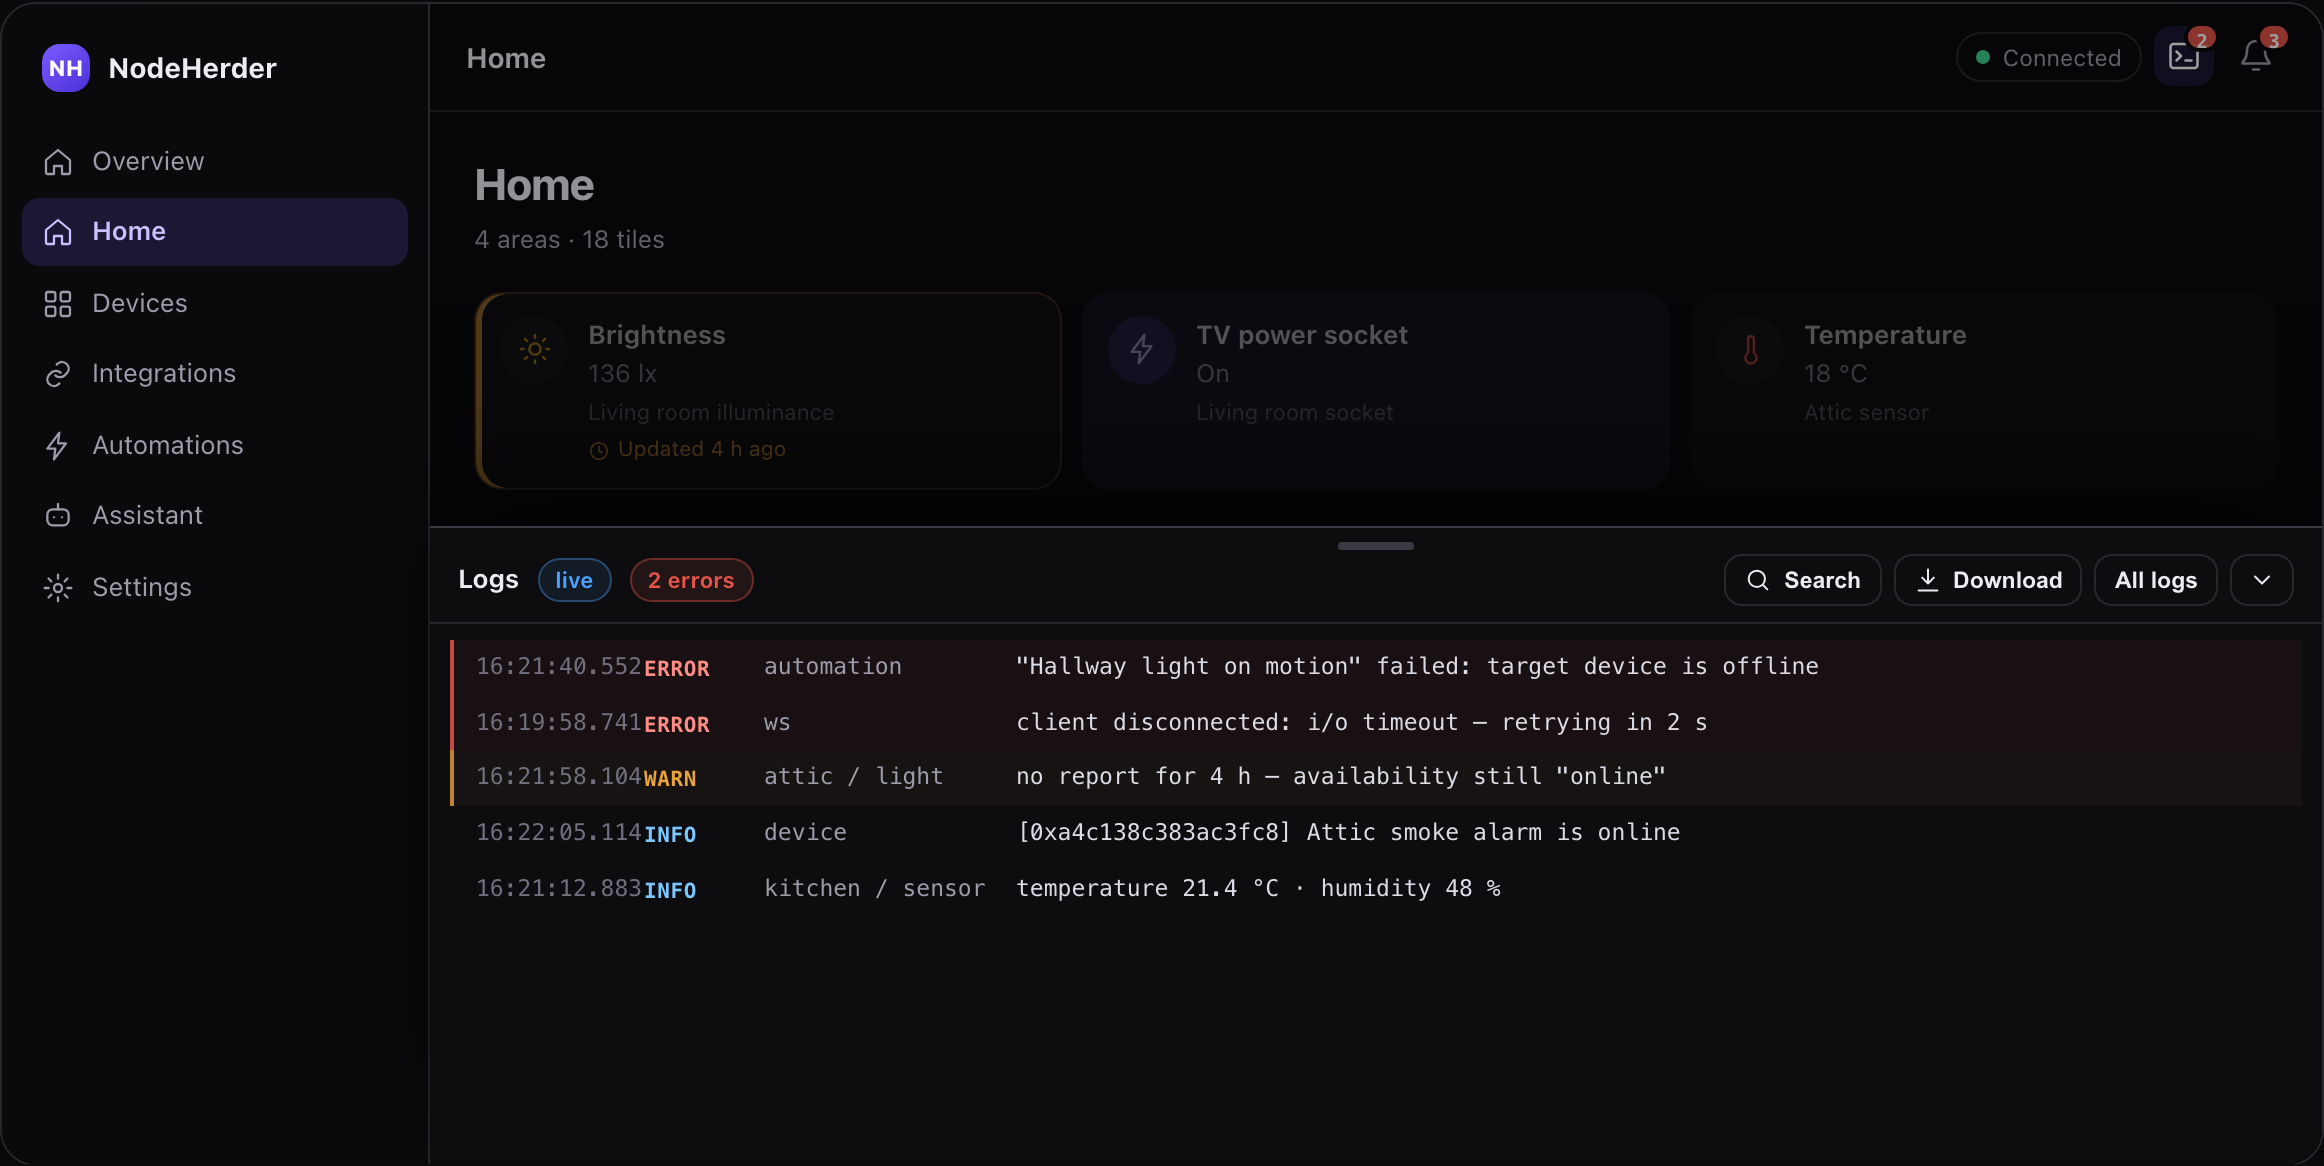 NH NodeHerder
Overview
Home
Devices
Integrations
Automations
Assistant
Settings
Home
Connected
2
3
Home
4 areas · 18 tiles
Brightness
136 lx
Living room illuminance
Updated 4 h ago
TV power socket
On
Living room socket
Temperature
18 °C
Attic sensor
Logs live 2 errors Search Download All logs
16:21:40.552 ERROR automation "Hallway light on motion" failed: target device is offline
16:19:58.741 ERROR ws client disconnected: i/o timeout — retrying in 2 s
16:21:58.104 WARN attic / light no report for 4 h — availability still "online"
16:22:05.114 INFO device [0xa4c138c383ac3fc8] Attic smoke alarm is online
16:21:12.883 INFO kitchen / sensor temperature 21.4 °C · humidity 48 %